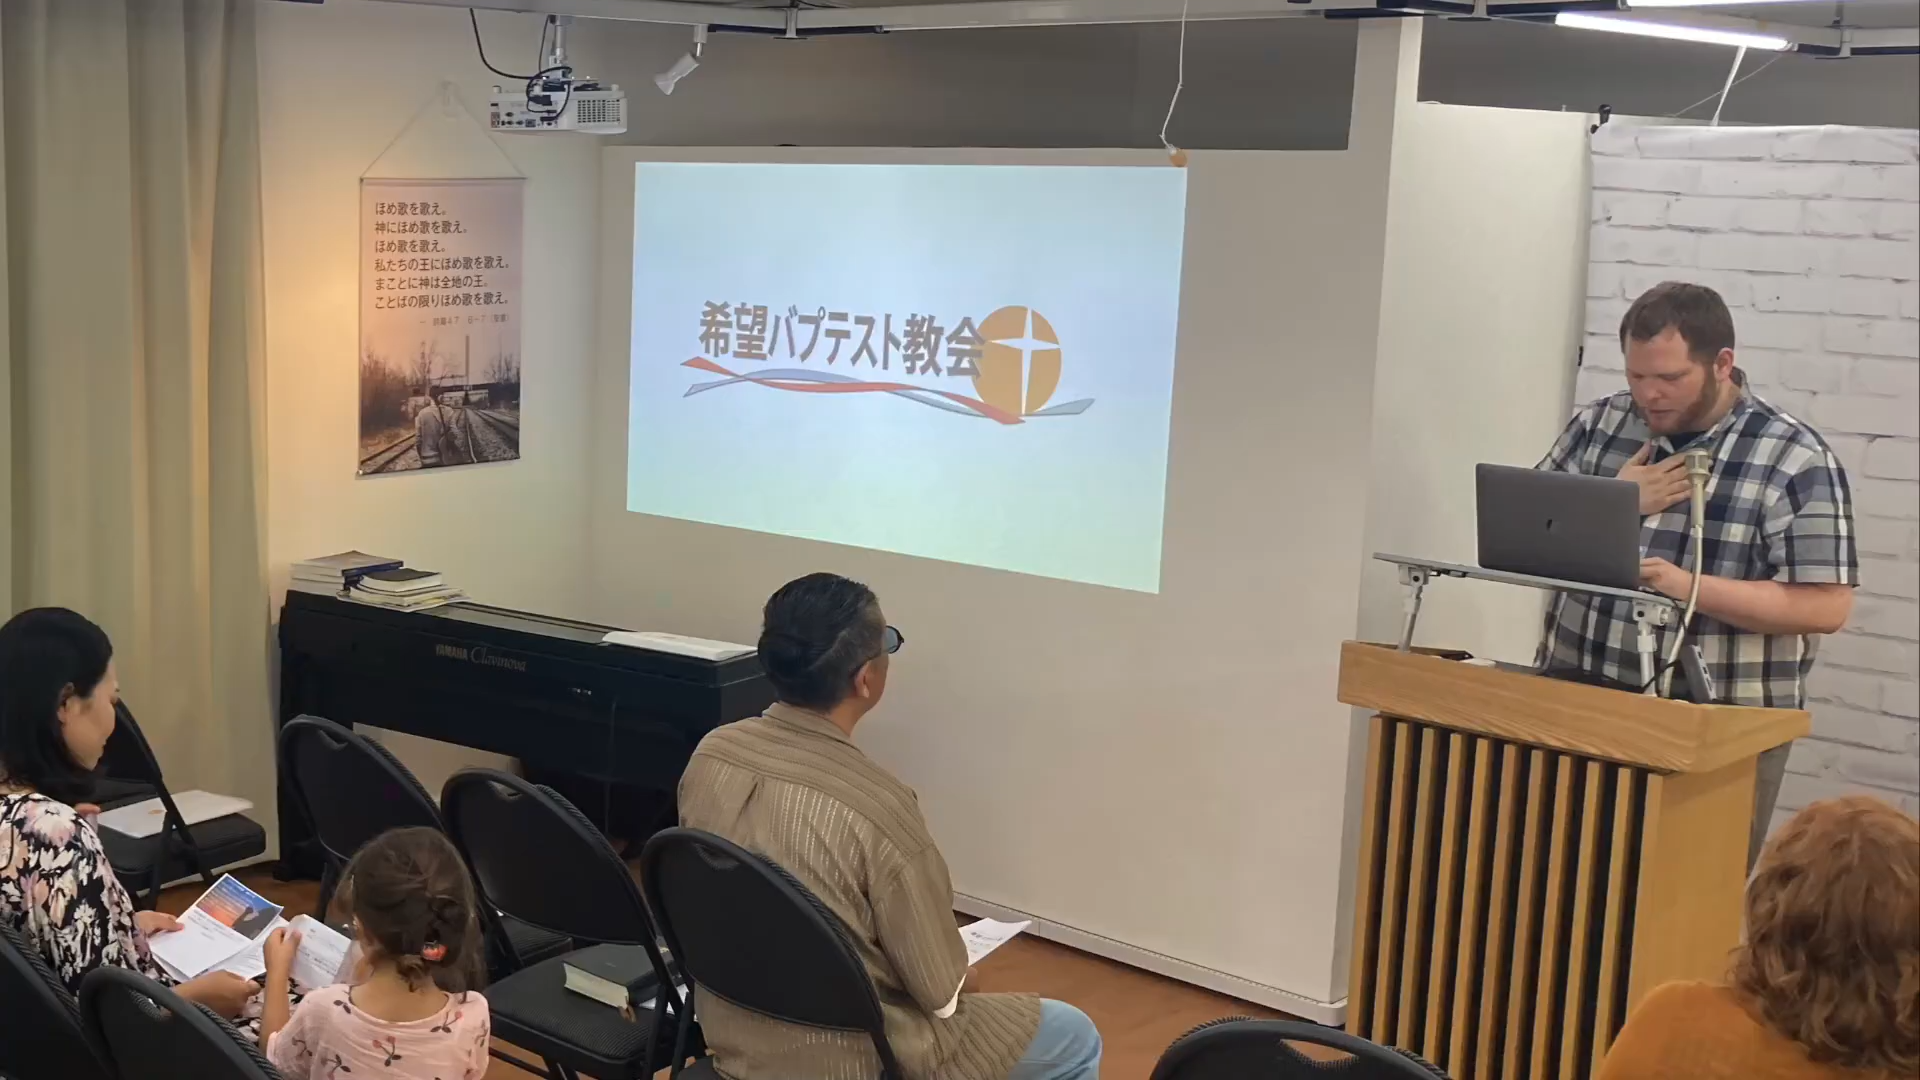 ほめ歌を歌え。
神にほめ歌を歌え。
ほめ歌を歌え。
私たちの王にほめ歌を歌え。
まことに神は全地の王。
ことばの限りほめ歌を歌え。
希望バプテスト教会
YAMAHA Clavinova